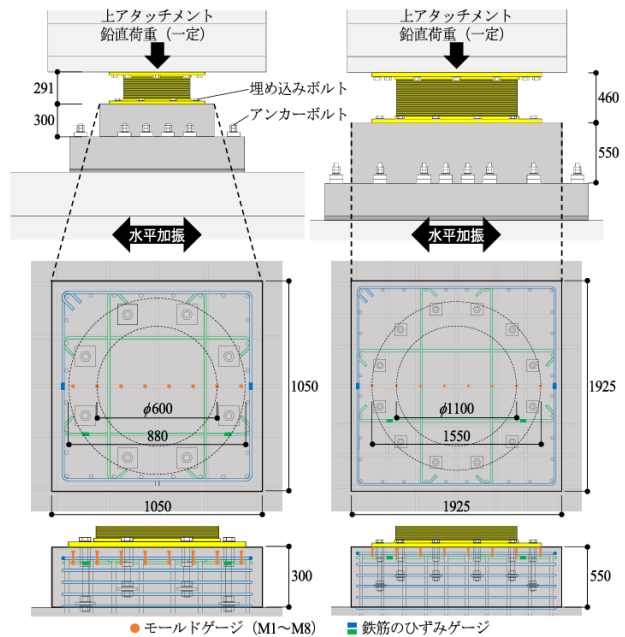 上アタッチメント
鉛直荷重（一定）
上アタッチメント
鉛直荷重（一定）
291
300
埋め込みボルト
アンカーボルト
460
550
水平加振
水平加振
φ600
880
1050
1050
φ1100
1550
1925
1925
300
550
モールドゲージ（M1～M8）
鉄筋のひずみゲージ